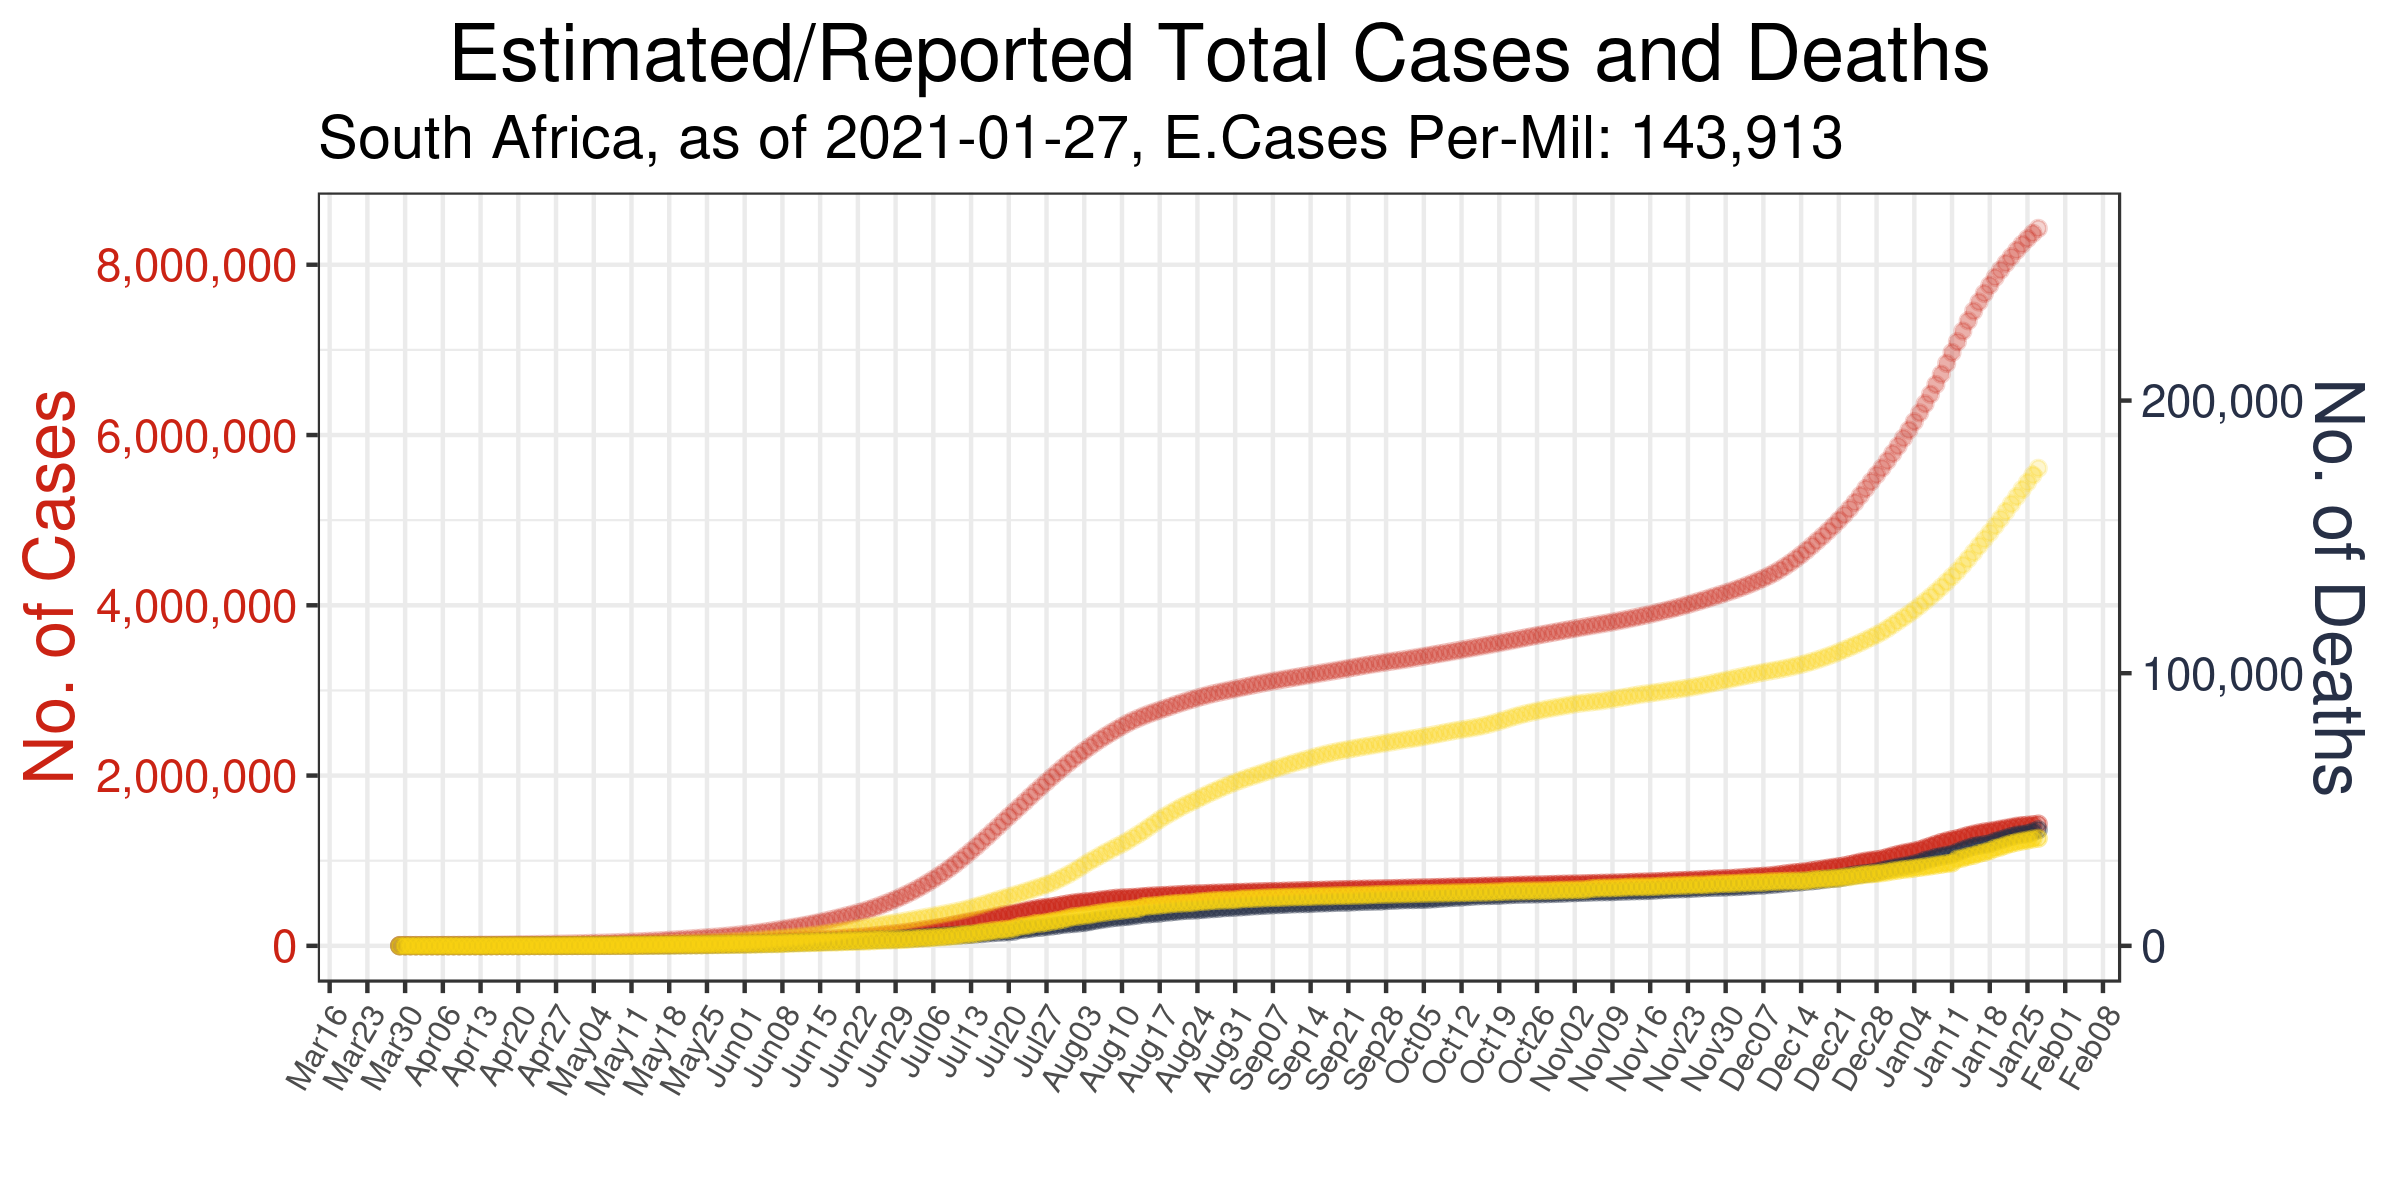 Estimated/Reported Total Cases and Deaths
South Africa, as of 2021-01-27, E.Cases Per-Mil: 143,913
No. of Cases
8,000,000
6,000,000
4,000,000
2,000,000
0
200,000
100,000
0
No. of Deaths
Mar16
Mar23
Mar30
Apr06
Apr13
Apr20
Apr27
May04
May11
May18
May25
Jun01
Jun08
Jun15
Jun22
Jun29
Jul06
Jul13
Jul20
Jul27
Aug03
Aug10
Aug17
Aug24
Aug31
Sep07
Sep14
Sep21
Sep28
Oct05
Oct12
Oct19
Oct26
Nov02
Nov09
Nov16
Nov23
Nov30
Dec07
Dec14
Dec21
Dec28
Jan04
Jan11
Jan18
Jan25
Feb01
Feb08